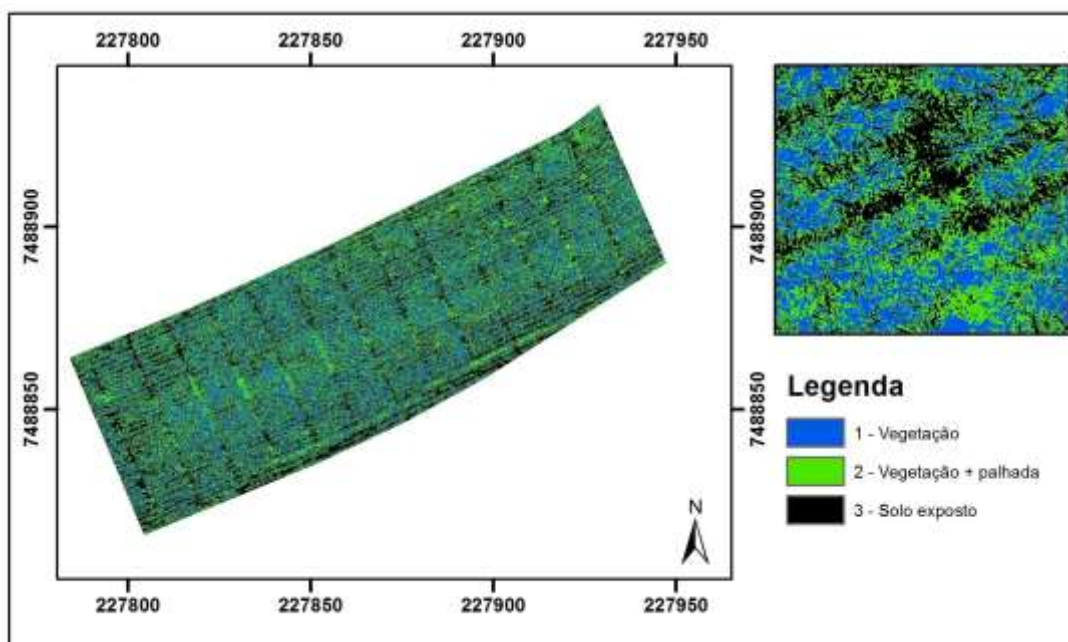 227800 227850 227900 227950
7488900 7488900
7488850 7488850
Legenda
1 - Vegetação
2 - Vegetação + palhada
3 - Solo exposto
N
227800 227850 227900 227950